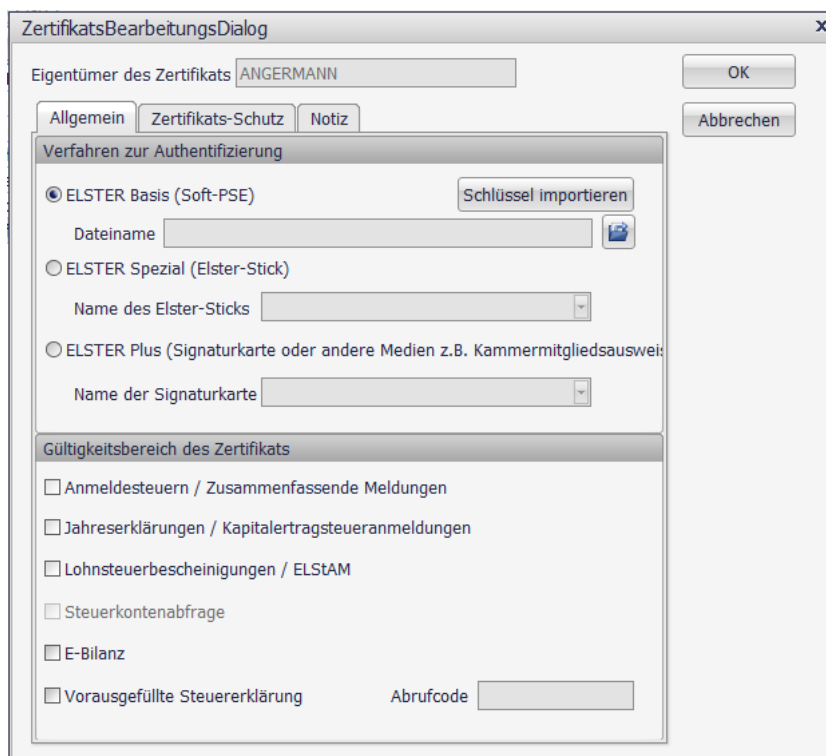 ZertifikatsBearbeitungsDialog
x
Eigentümer des Zertifikats ANGERMANN
OK
Abbrechen
Allgemein Zertifikats-Schutz Notiz
Verfahren zur Authentifizierung
ELSTER Basis (Soft-PSE) Schlüssel importieren
Dateiname
ELSTER Spezial (Elster-Stick)
Name des Elster-Sticks
ELSTER Plus (Signaturkarte oder andere Medien z.B. Kammermitgliedsausweis
Name der Signaturkarte
Gültigkeitsbereich des Zertifikats
Anmeldesteuern / Zusammenfassende Meldungen
Jahreserklärungen / Kapitalertragsteueranmeldungen
Lohnsteuerbescheinigungen / ELStAM
Steuerkontenabfrage
E-Bilanz
Vorausgefüllte Steuererklärung Abrufcode